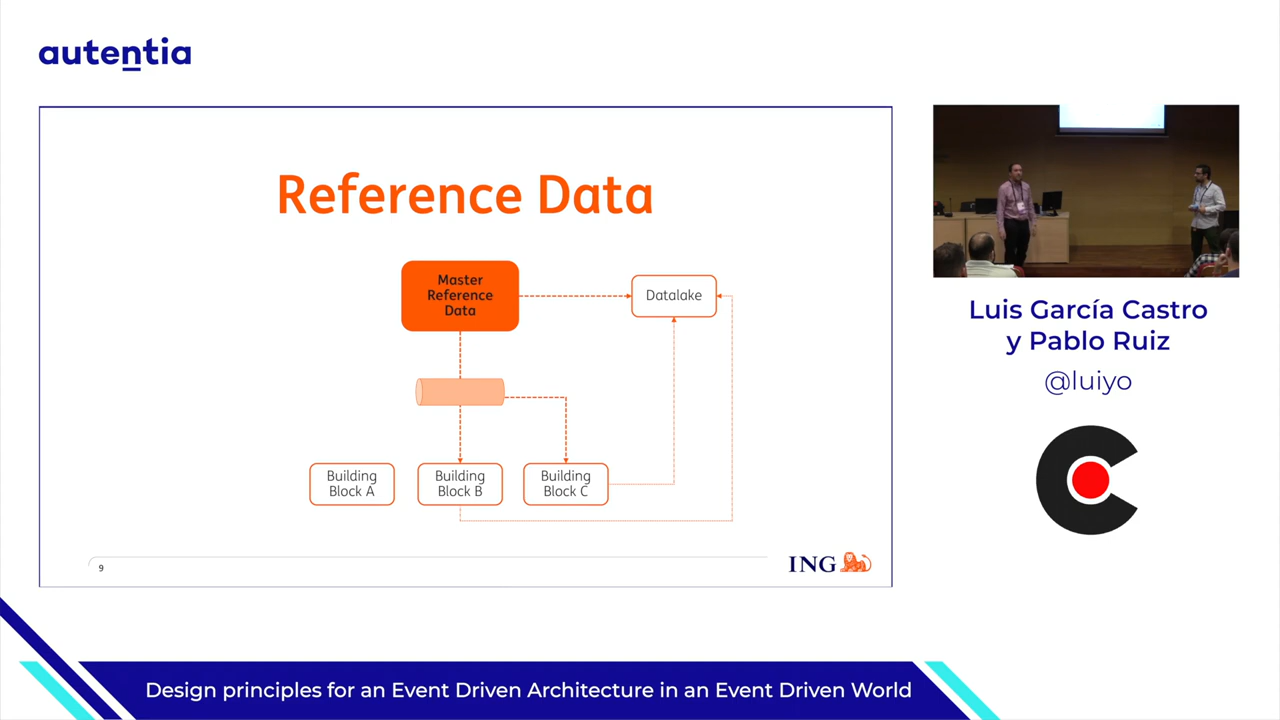 autentia
Reference Data
Master
Reference
Data
Datalake
Building
Block A
Building
Block B
Building
Block C
9
ING
Luis García Castro
y Pablo Ruiz
@luiyo
Design principles for an Event Driven Architecture in an Event Driven World